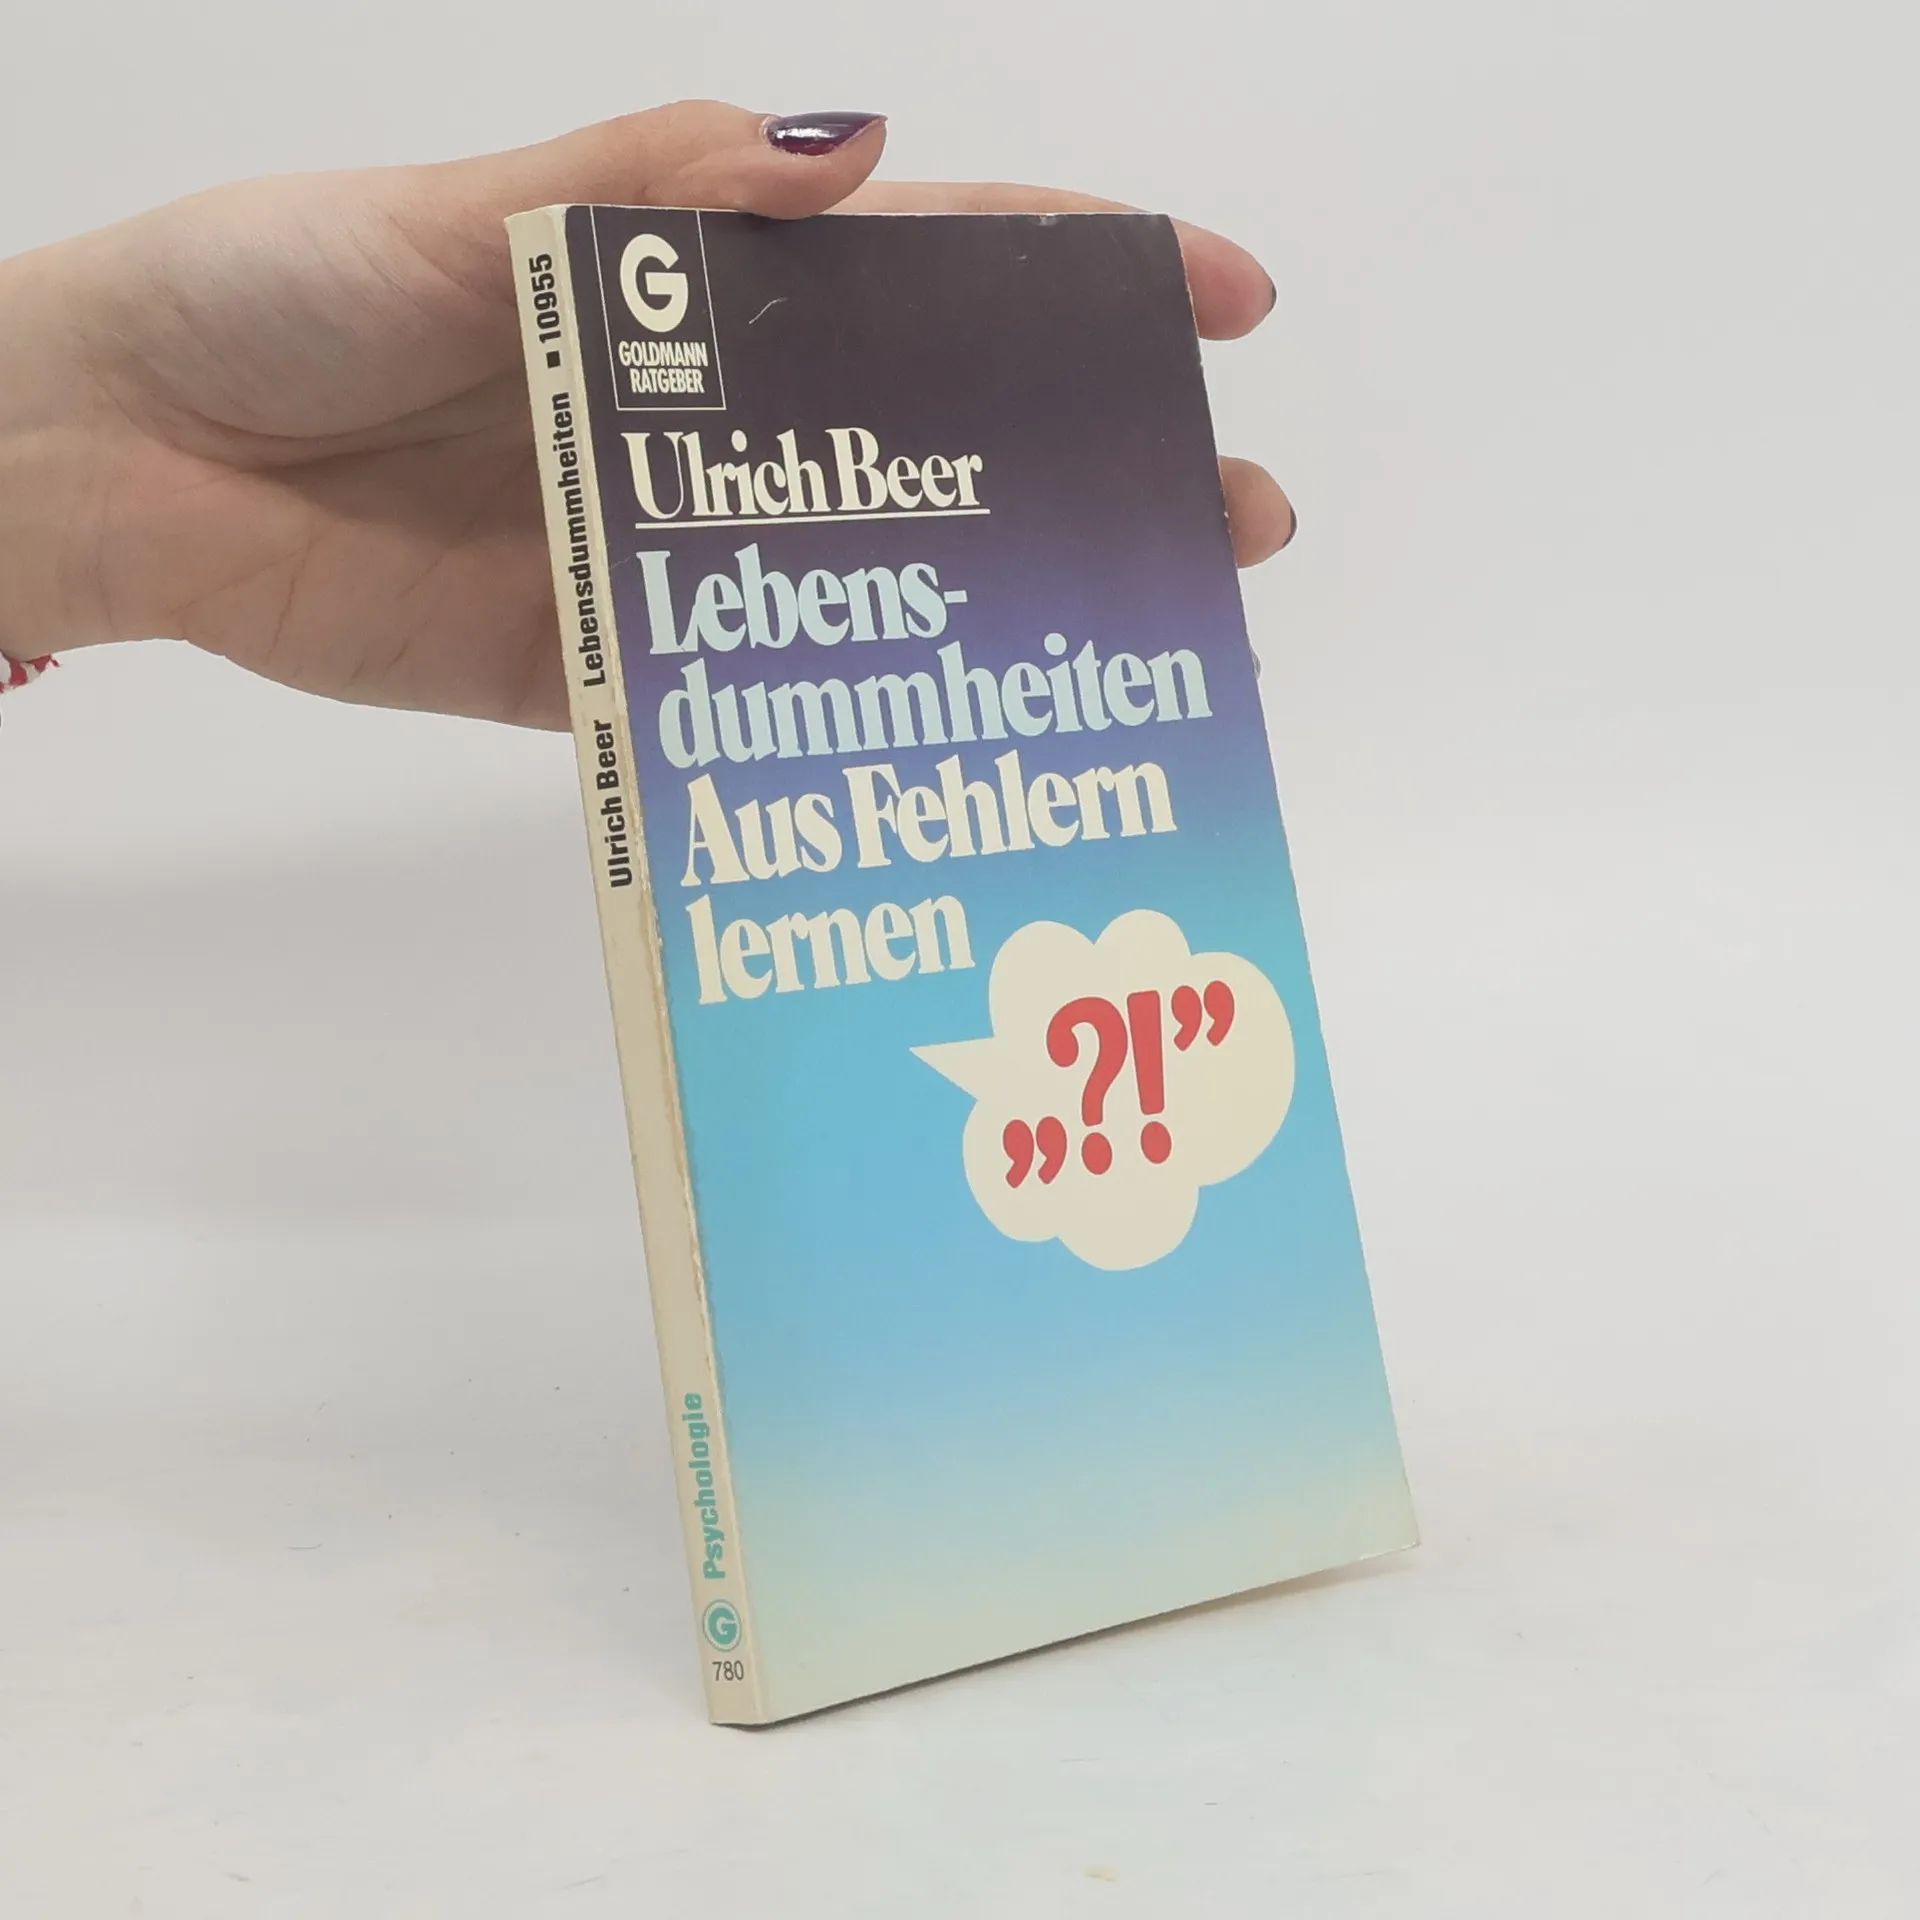 G
GOLDMANN
RATGEBER
Ulrich Beer
Lebens-
dummheiten
Aus Fehlern
lernen
„?!”
Ulrich Beer Lebensdummheiten ■ 10955
Psychologie
G
780